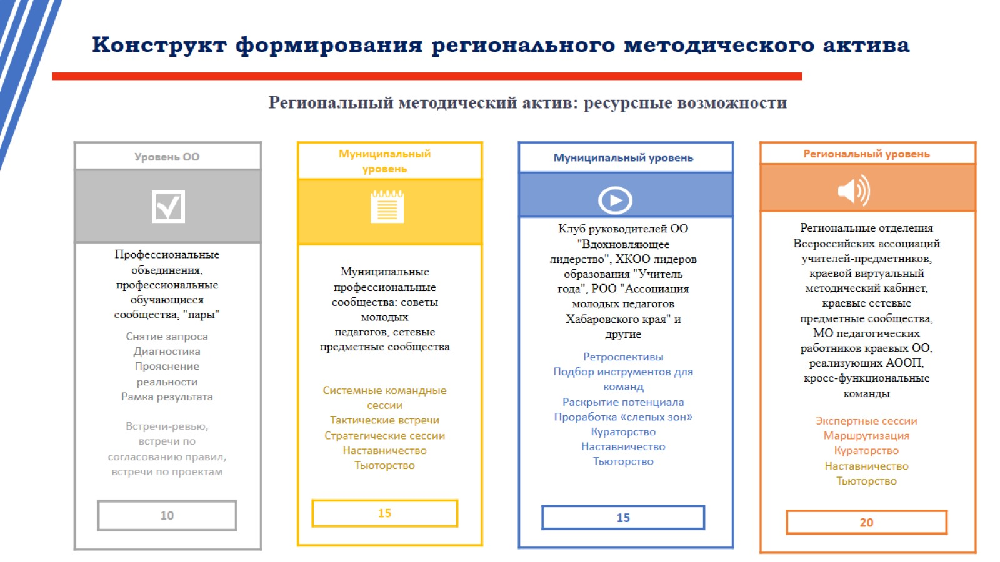 Конструкт формирования регионального методического актива
Региональный методический актив: ресурсные возможности
Уровень ОО
Профессиональные
объединения,
профессиональные
обучающиеся
сообщества, "пары"
Снятие запроса
Диагностика
Прояснение
реальности
Рамка результата
Встречи-ревью,
встречи по
согласованию правил,
встречи по проектам
10
Муниципальный
уровень
Муниципальные
профессиональные
сообщества: советы
молодых
педагогов, сетевые
предметные сообщества
Системные командные
сессии
Тактические встречи
Стратегические сессии
Наставничество
Тьюторство
15
Муниципальный уровень
Клуб руководителей ОО
"Вдохновляющее
лидерство", ХКОО лидеров
образования "Учитель
года", РОО "Ассоциация
молодых педагогов
Хабаровского края" и
другие
Ретроспективы
Подбор инструментов для
команд
Раскрытие потенциала
Проработка «слепых зон»
Кураторство
Наставничество
Тьюторство
15
Региональный уровень
Региональные отделения
Всероссийских ассоциаций
учителей-предметников,
краевой виртуальный
методический кабинет,
краевые сетевые
предметные сообщества,
МО педагогических
работников краевых ОО,
реализующих АООП,
кросс-функциональные
команды
Экспертные сессии
Маршрутизация
Кураторство
Наставничество
Тьюторство
20